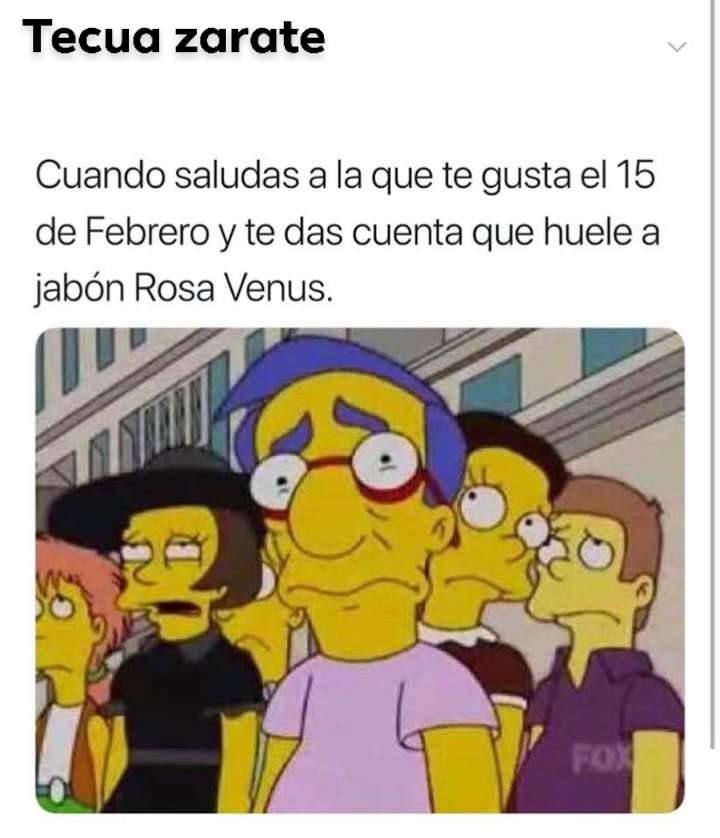 Tecua zarate
Cuando saludas a la que te gusta el 15
de Febrero y te das cuenta que huele a
jabón Rosa Venus.
FOX